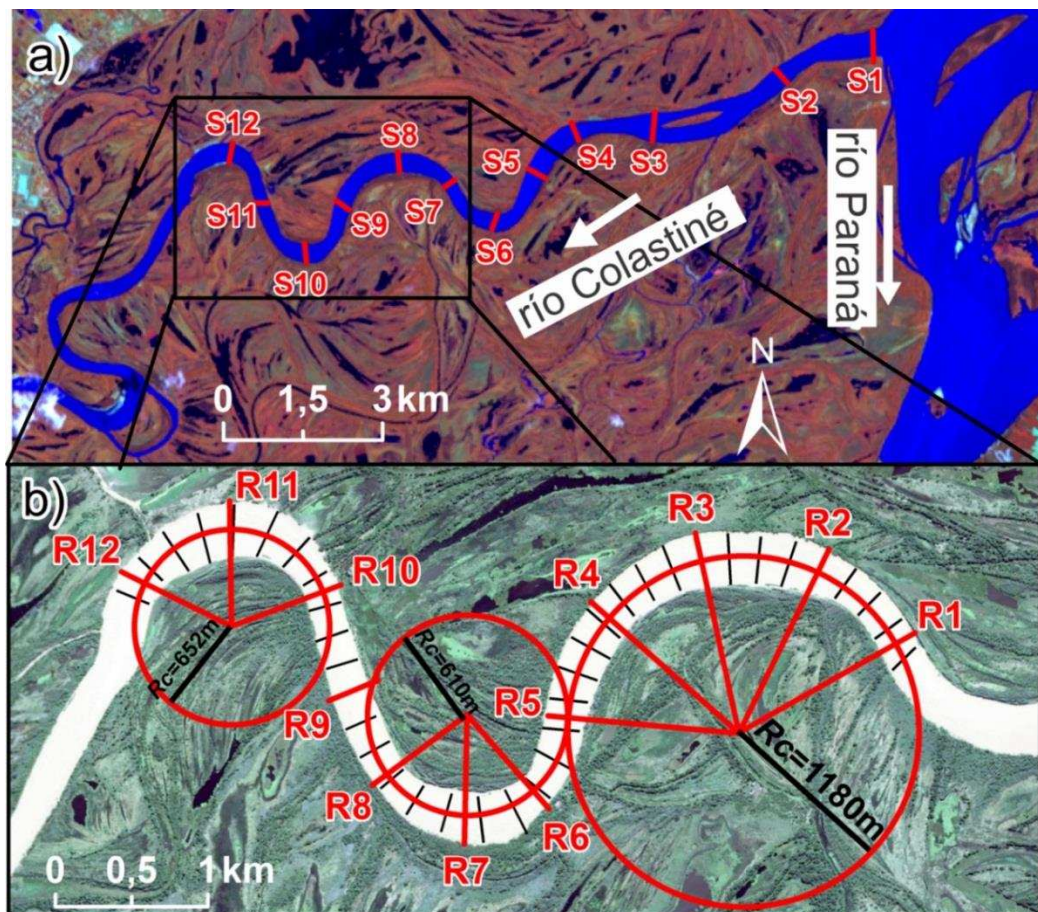 a)
S1
S2
S3
S4
S5
S6
S7
S8
S9
S10
S11
S12
río Colastiné
río Paraná
N
0 1,5 3 km
b)
R1
R2
R3
R4
R5
R6
R7
R8
R9
R10
R11
R12
Rc=652m
Rc=610m
Rc=1180m
0 0,5 1 km